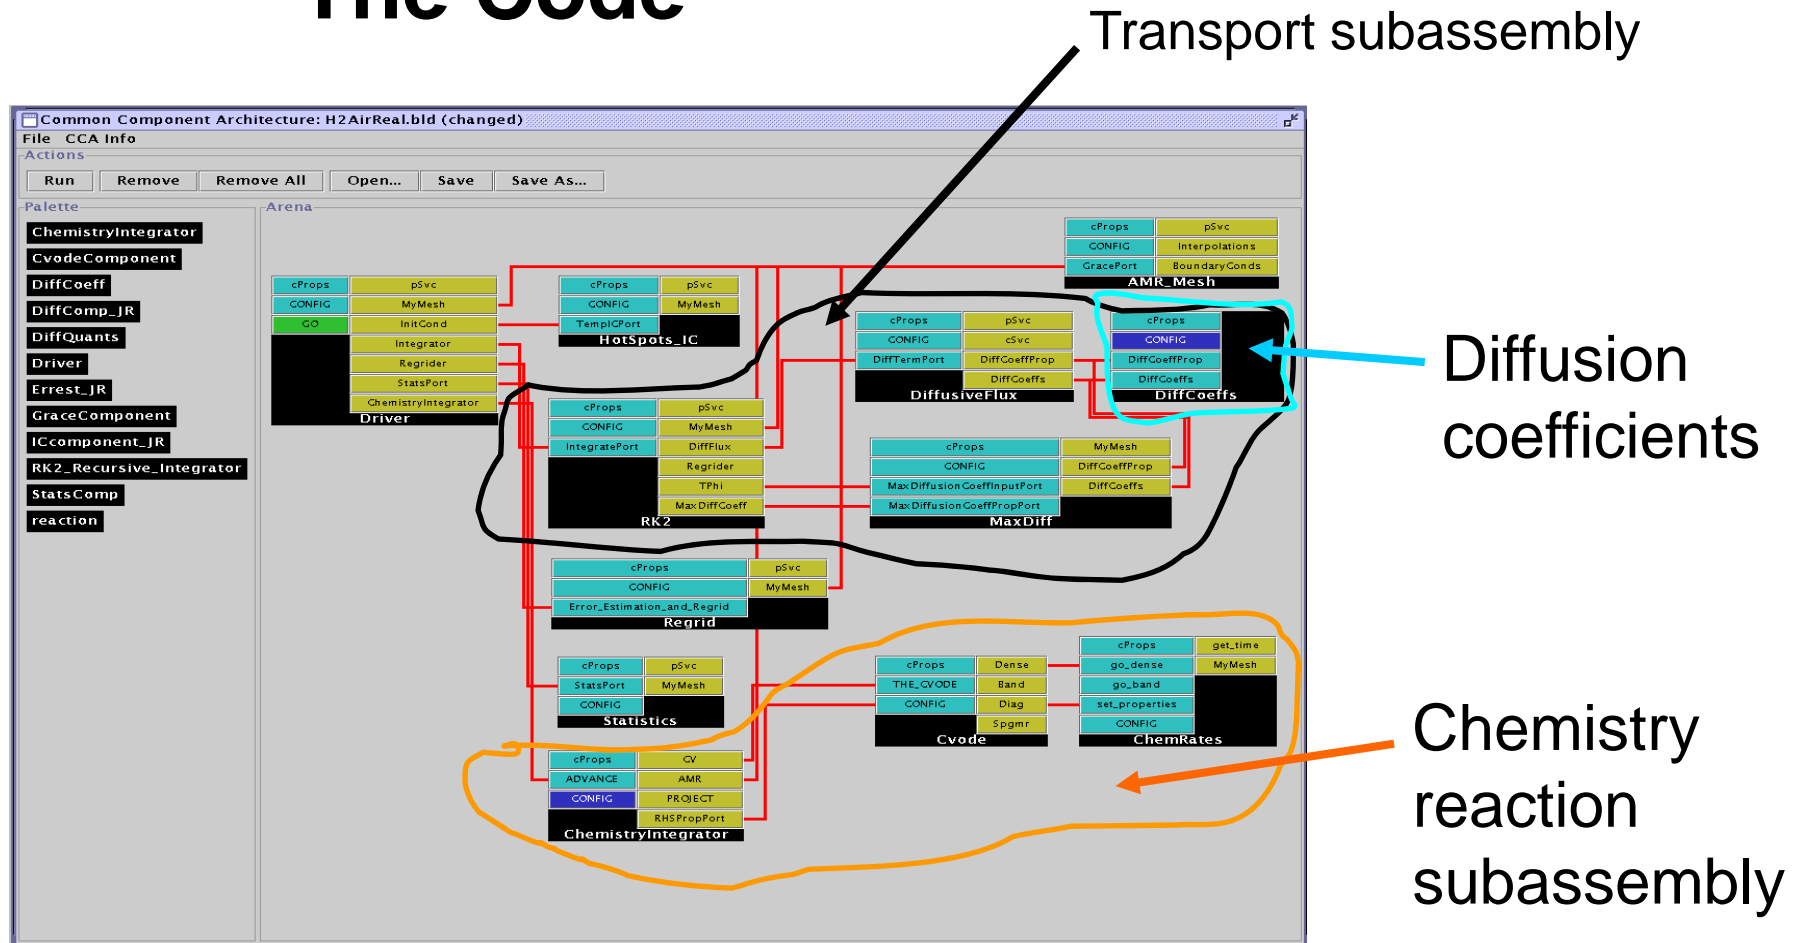 The Code
Transport subassembly
Common Component Architecture: H2AirReal.bld (changed)
File CCA Info
Actions
Run Remove Remove All Open... Save Save As...
Palette
ChemistryIntegrator
CvodeComponent
DiffCoeff
DiffComp_JR
DiffQuants
Driver
Errest_JR
GraceComponent
ICcomponent_JR
RK2_Recursive_Integrator
StatsComp
reaction
Arena
cProps pSvc
CONFIG Interpolations
GracePort BoundaryConds
AMR_Mesh
cProps pSvc
CONFIG MyMesh
GO InitCond
Integrator
Regrider
StatsPort
ChemistryIntegrator
Driver
cProps pSvc
CONFIG MyMesh
TempICPort
HotSpots_IC
cProps pSvc
CONFIG cSvc
DiffTermPort DiffCoeffProp
DiffCoeffs
DiffusiveFlux
cProps
CONFIG
DiffCoeffProp
DiffCoeffs
DiffCoeffs
Diffusion
coefficients
cProps pSvc
CONFIG MyMesh
IntegratePort DiffFlux
Regrider
TPhi
MaxDiffCoeff
RK2
cProps MyMesh
CONFIG DiffCoeffProp
MaxDiffusionCoeffInputPort DiffCoeffs
MaxDiffusionCoeffPropPort
MaxDiff
cProps pSvc
CONFIG MyMesh
Error_Estimation_and_Regrid
Regrid
cProps pSvc
StatsPort MyMesh
CONFIG
Statistics
cProps Dense
THE_CVODE Band
CONFIG Diag
Spgmr
Cvode
cProps get_time
go_dense MyMesh
go_band
set_properties
CONFIG
ChemRates
cProps CV
ADVANCE AMR
CONFIG PROJECT
RHSPropPort
ChemistryIntegrator
Chemistry
reaction
subassembly